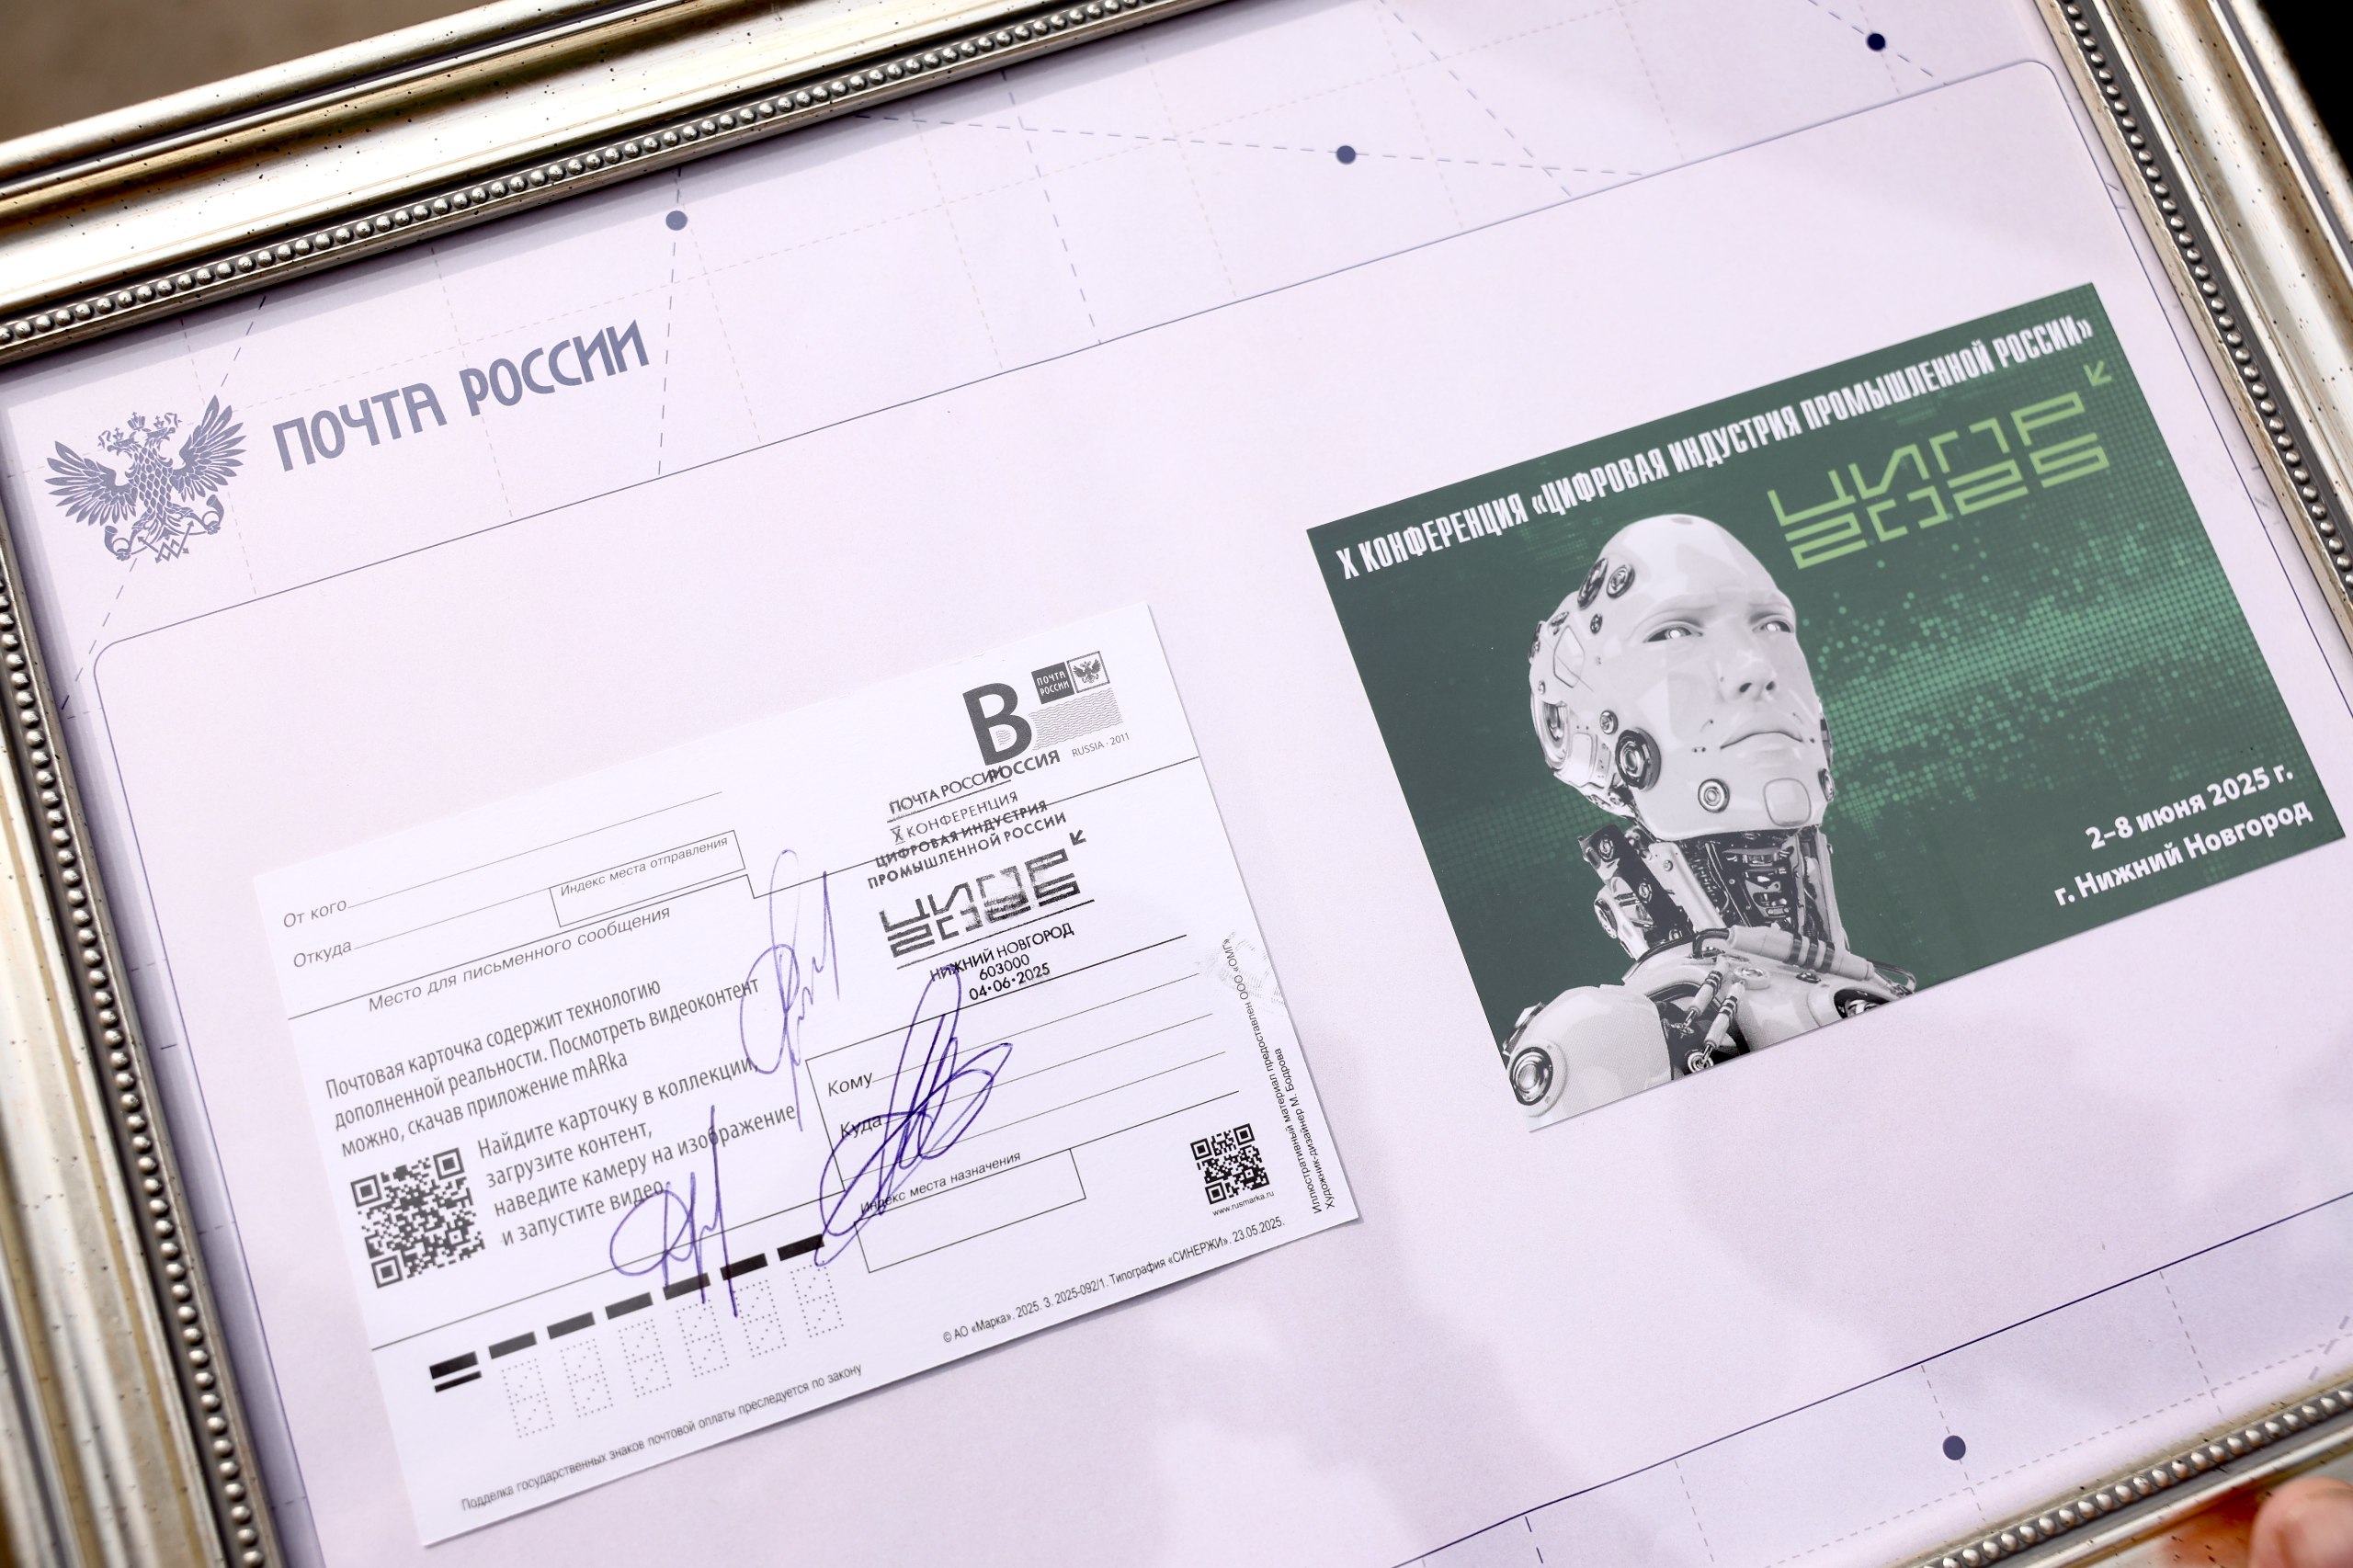 ПОЧТА РОССИИ
В
ПОЧТА
РОССИИ
РОССИЯ
RUSSIA · 2011
ПОЧТА РОССИИ
X КОНФЕРЕНЦИЯ
ЦИФРОВАЯ ИНДУСТРИЯ
ПРОМЫШЛЕННОЙ РОССИИ
ЦИПР
2025
НИЖНИЙ НОВГОРОД
603000
04•06•2025
От кого
Откуда
Индекс места отправления
Место для письменного сообщения
Почтовая карточка содержит технологию
дополненной реальности. Посмотреть видеоконтент
можно, скачав приложение mARka
Найдите карточку в коллекции,
загрузите контент,
наведите камеру на изображение
и запустите видео.
Кому
Куда
Индекс места назначения
www.rusmarka.ru
Иллюстративный материал предоставлен ООО «ОМГ».
Художник-дизайнер М. Бодрова
© АО «Марка». 2025. З. 2025-092/1. Типография «СИНЕРЖИ». 23.05.2025.
Подделка государственных знаков почтовой оплаты преследуется по закону
X КОНФЕРЕНЦИЯ «ЦИФРОВАЯ ИНДУСТРИЯ ПРОМЫШЛЕННОЙ РОССИИ»
ЦИПР
2025
2–8 июня 2025 г.
г. Нижний Новгород